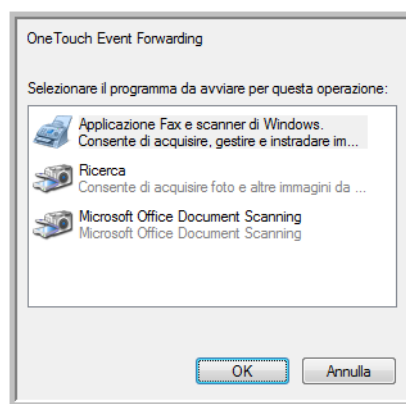 OneTouch Event Forwarding
Selezionare il programma da avviare per questa operazione:
Applicazione Fax e scanner di Windows.
Consente di acquisire, gestire e instradare im...
Ricerca
Consente di acquisire foto e altre immagini da ...
Microsoft Office Document Scanning
Microsoft Office Document Scanning
OK Annulla